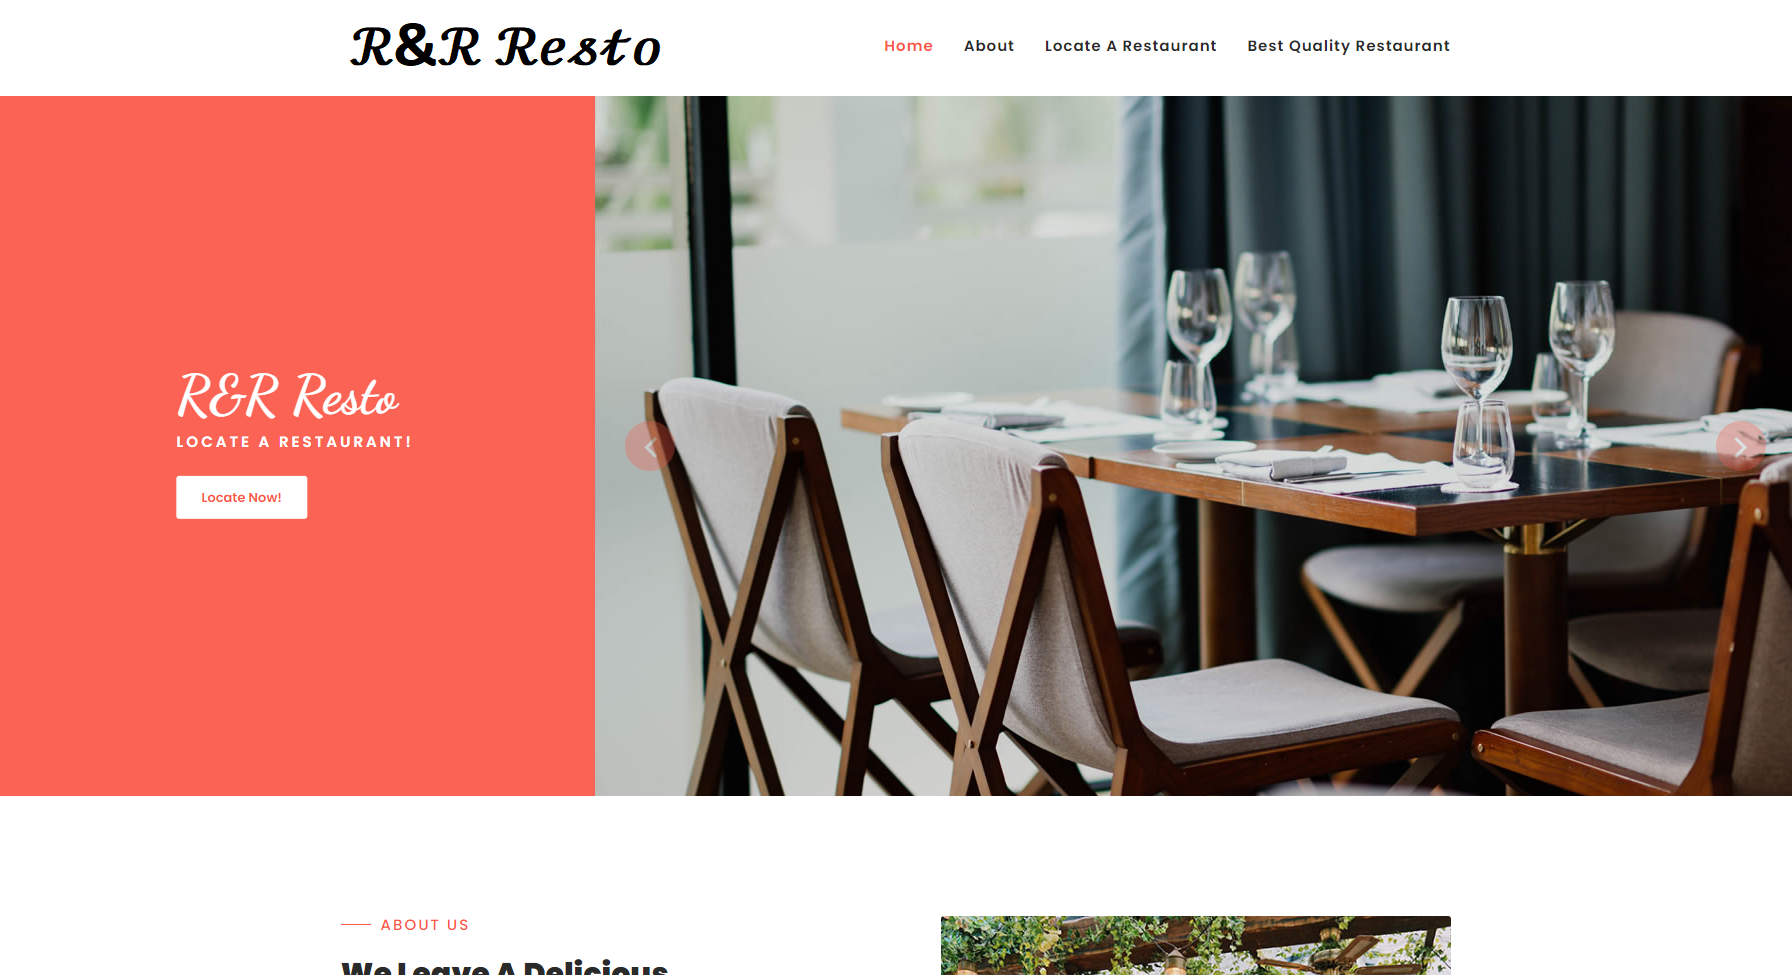 R&R Resto
Home About Locate A Restaurant Best Quality Restaurant
R&R Resto
LOCATE A RESTAURANT!
Locate Now!
ABOUT US
We Leave A Delicious